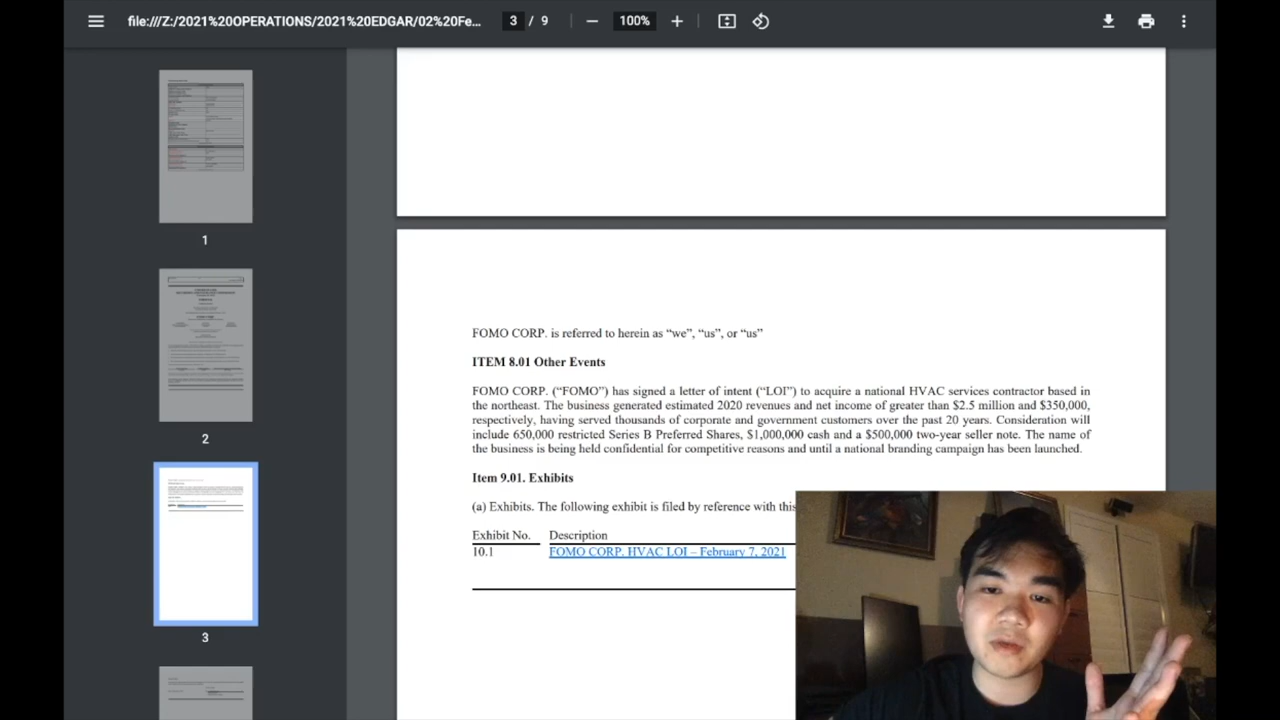 file:///Z:/2021%20OPERATIONS/2021%20EDGAR/02%20Fe...
3 / 9
100%
1
2
3
FOMO CORP. is referred to herein as “we”, “us”, or “us”
ITEM 8.01 Other Events
FOMO CORP. (“FOMO”) has signed a letter of intent (“LOI”) to acquire a national HVAC services contractor based in
the northeast. The business generated estimated 2020 revenues and net income of greater than $2.5 million and $350,000,
respectively, having served thousands of corporate and government customers over the past 20 years. Consideration will
include 650,000 restricted Series B Preferred Shares, $1,000,000 cash and a $500,000 two-year seller note. The name of
the business is being held confidential for competitive reasons and until a national branding campaign has been launched.
Item 9.01. Exhibits
(a) Exhibits. The following exhibit is filed by reference with this
Exhibit No. Description
10.1 FOMO CORP. HVAC LOI – February 7, 2021